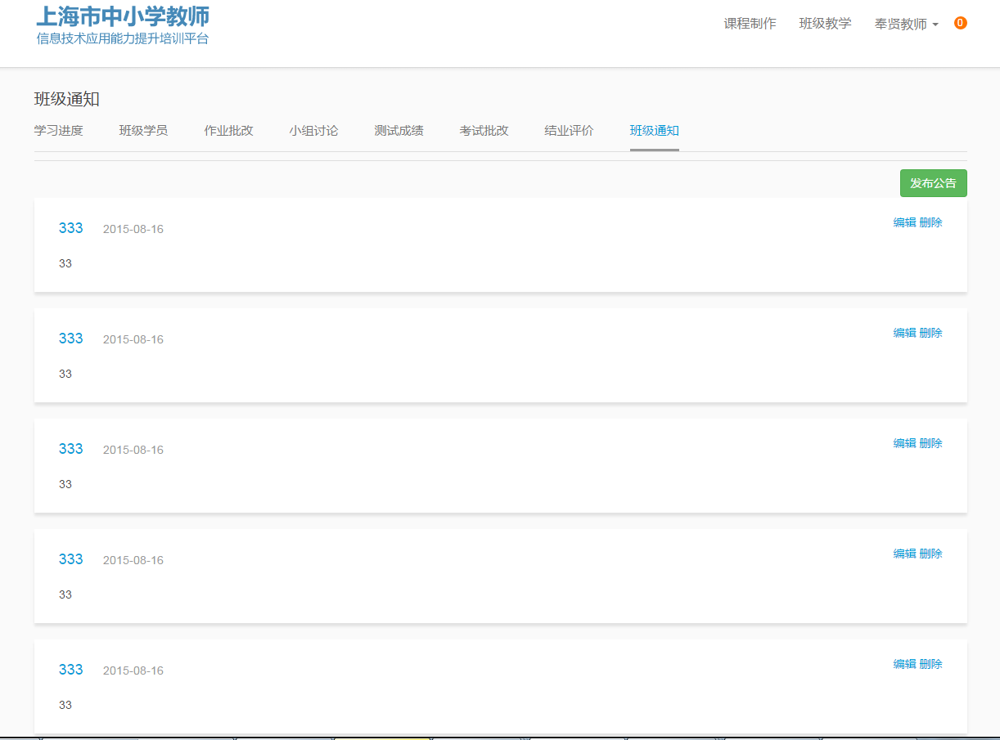 上海市中小学教师
信息技术应用能力提升培训平台
课程制作 班级教学 奉贤教师 0
班级通知
学习进度 班级学员 作业批改 小组讨论 测试成绩 考试批改 结业评价 班级通知
发布公告
333 2015-08-16 编辑 删除
33
333 2015-08-16 编辑 删除
33
333 2015-08-16 编辑 删除
33
333 2015-08-16 编辑 删除
33
333 2015-08-16 编辑 删除
33